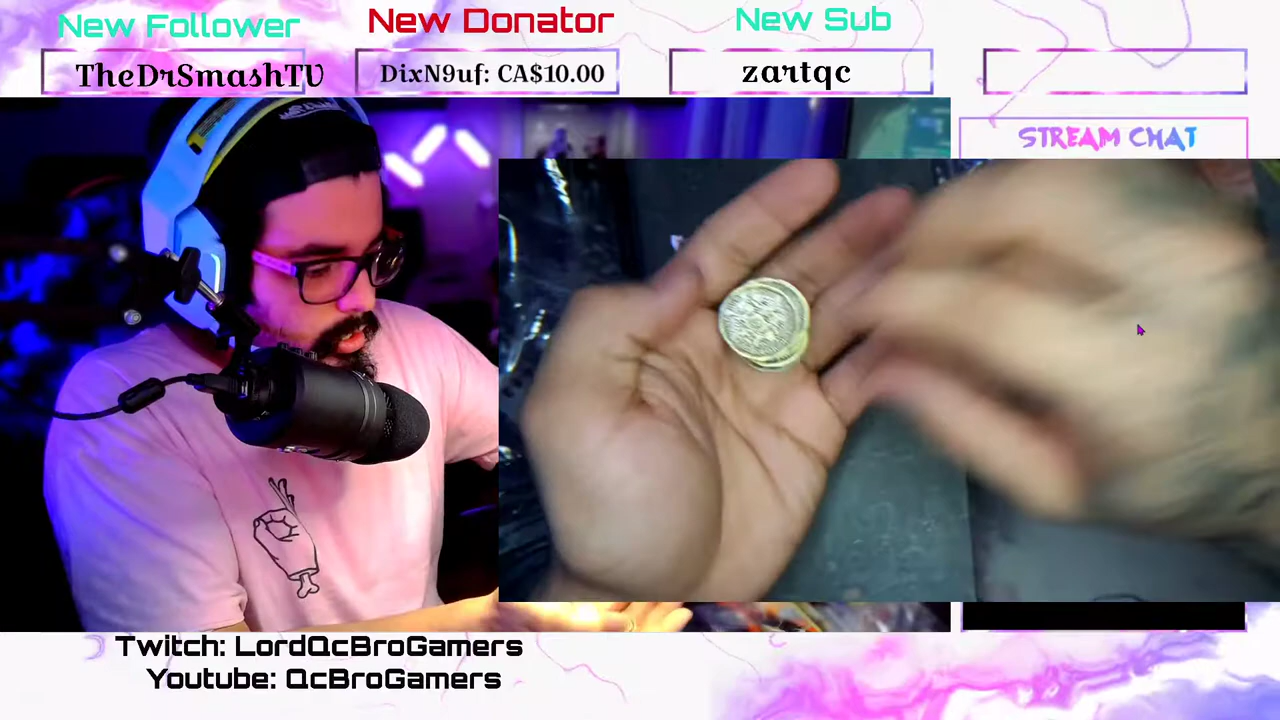 New Follower
New Donator
New Sub
TheDrSmashTV
DixN9uf: CA$10.00
zartqc
STREAM CHAT
Twitch: LordQcBroGamers
Youtube: QcBroGamers